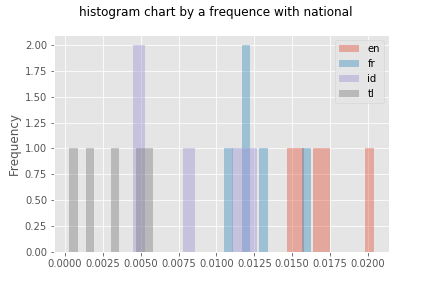 histogram chart by a frequence with national
en
fr
id
tl
Frequency
2.00
1.75
1.50
1.25
1.00
0.75
0.50
0.25
0.00
0.0000 0.0025 0.0050 0.0075 0.0100 0.0125 0.0150 0.0175 0.0200